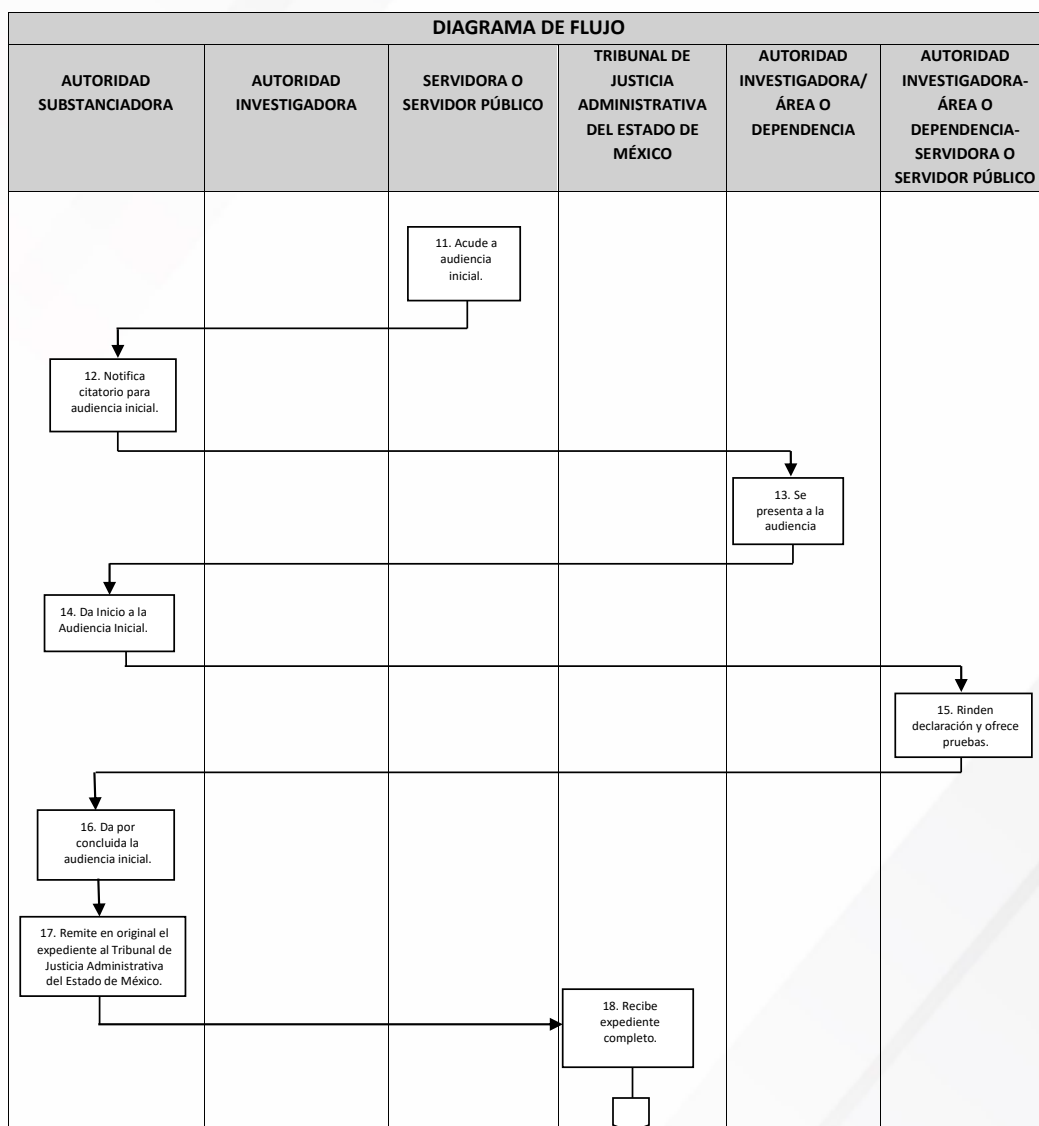 DIAGRAMA DE FLUJO
AUTORIDAD
SUBSTANCIADORA
AUTORIDAD
INVESTIGADORA
SERVIDORA O
SERVIDOR PÚBLICO
TRIBUNAL DE
JUSTICIA
ADMINISTRATIVA
DEL ESTADO DE
MÉXICO
AUTORIDAD
INVESTIGADORA/
ÁREA O
DEPENDENCIA
AUTORIDAD
INVESTIGADORA-
ÁREA O
DEPENDENCIA-
SERVIDORA O
SERVIDOR PÚBLICO
11. Acude a
audiencia
inicial.
12. Notifica
citatorio para
audiencia inicial.
13. Se
presenta a la
audiencia
14. Da Inicio a la
Audiencia Inicial.
15. Rinden
declaración y ofrece
pruebas.
16. Da por
concluida la
audiencia inicial.
17. Remite en original el
expediente al Tribunal de
Justicia Administrativa
del Estado de México.
18. Recibe
expediente
completo.